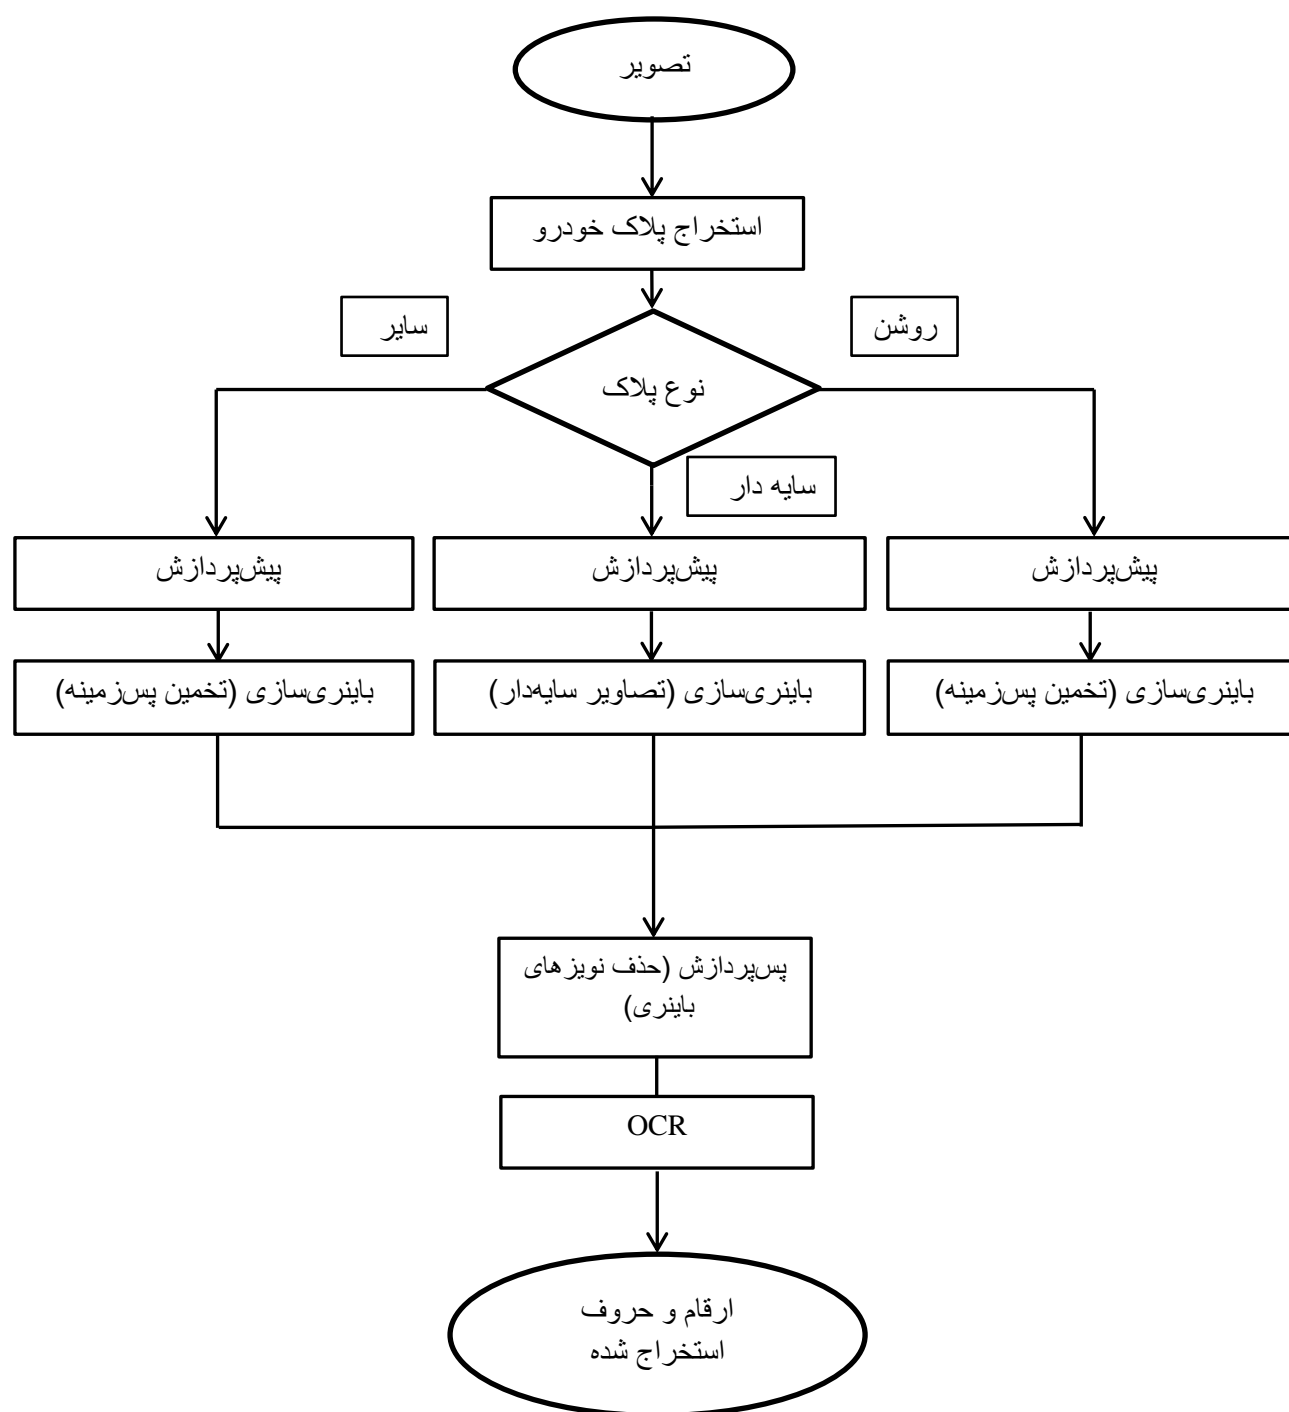 تصویر
استخراج پلاک خودرو
روشن
سایر
نوع پلاک
سایه دار
پیش‌پردازش
پیش‌پردازش
پیش‌پردازش
باینری‌سازی (تخمین پس‌زمینه)
باینری‌سازی (تصاویر سایه‌دار)
باینری‌سازی (تخمین پس‌زمینه)
پس‌پردازش (حذف نویزهای
باینری)
OCR
ارقام و حروف
استخراج شده